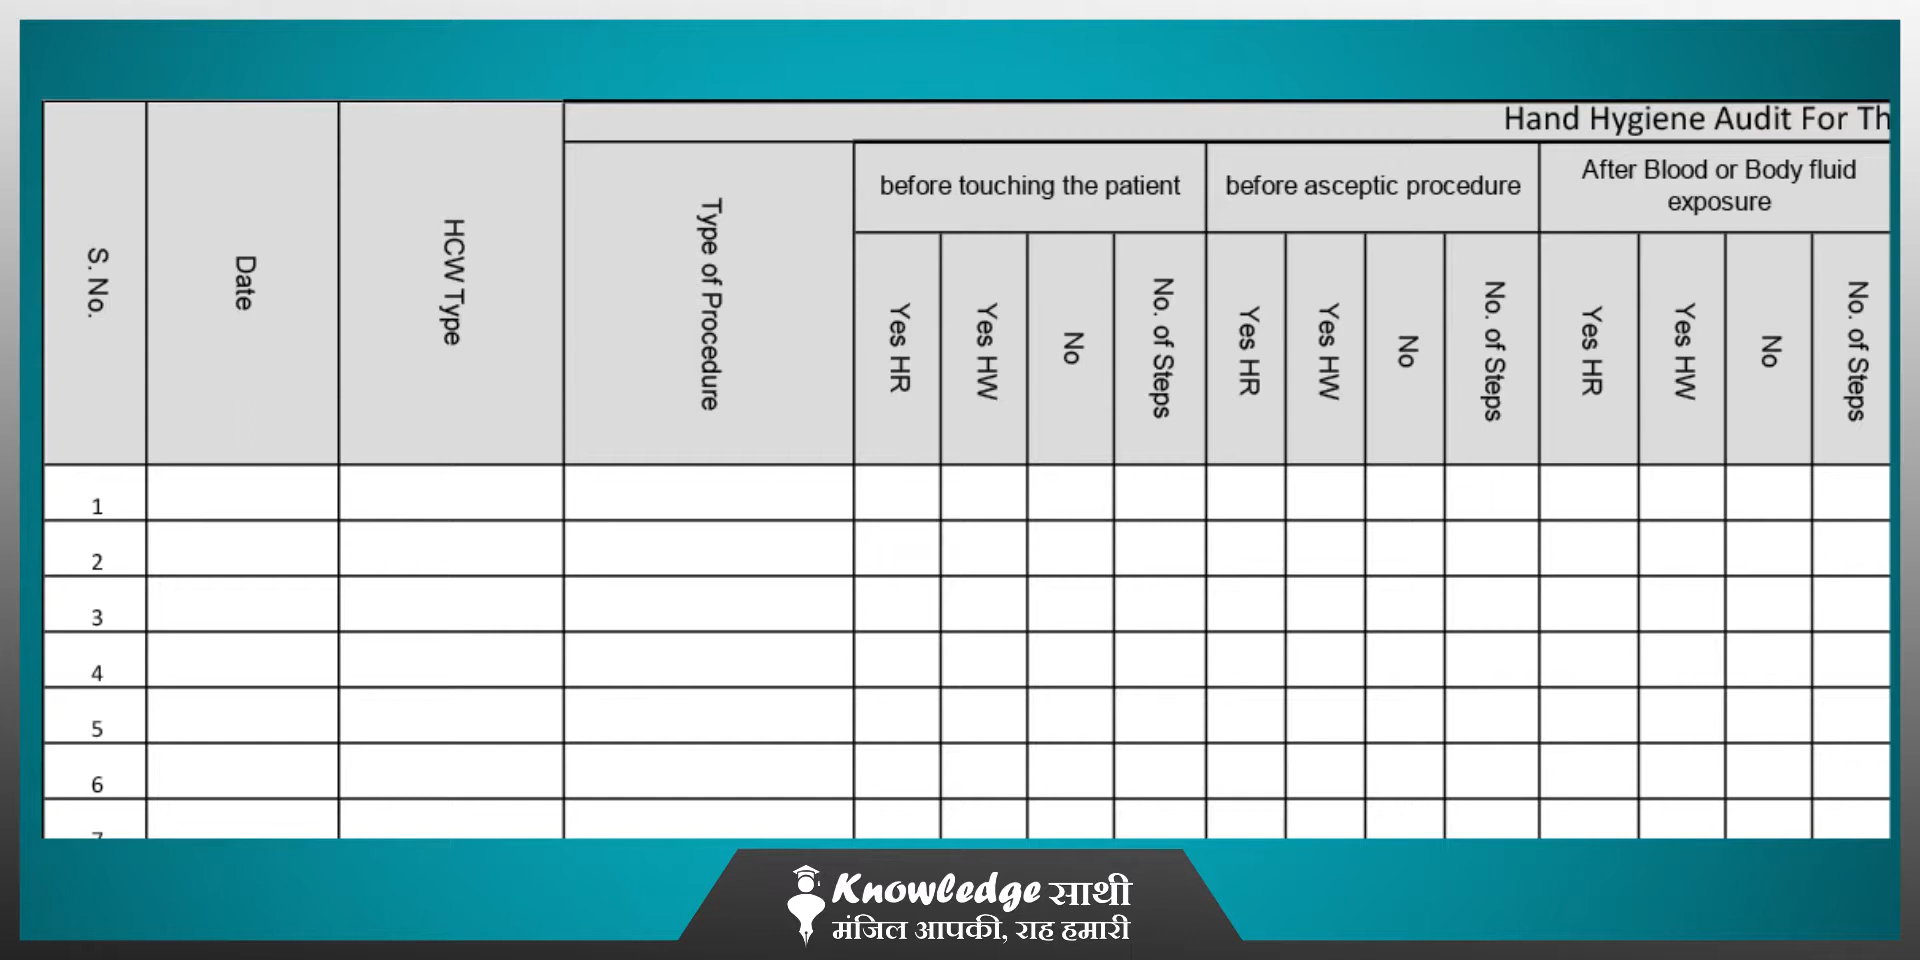 Hand Hygiene Audit For Th
S. No.
Date
HCW Type
Type of Procedure
before touching the patient
before asceptic procedure
After Blood or Body fluid
exposure
Yes HR
Yes HW
No
No. of Steps
Yes HR
Yes HW
No
No. of Steps
Yes HR
Yes HW
No
No. of Steps
1
2
3
4
5
6
7
Knowledge साथी
मंजिल आपकी, राह हमारी